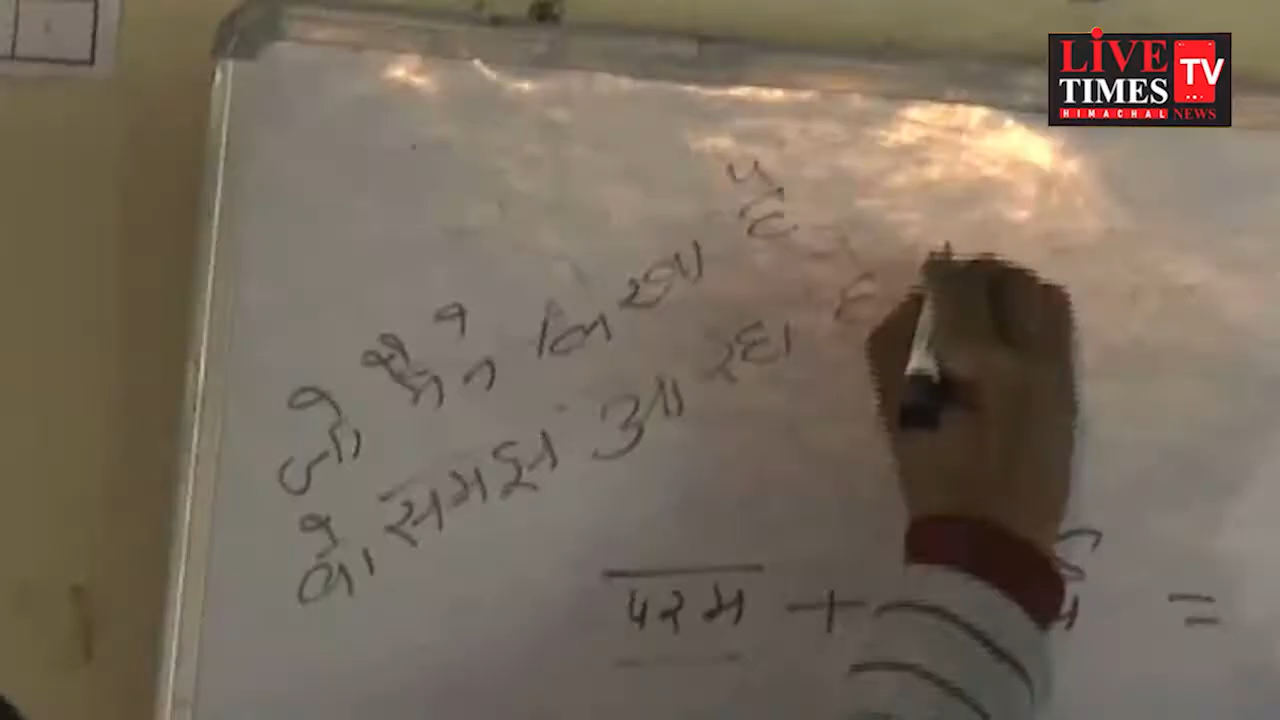 LiVE TV
TIMES
HIMACHAL NEWS
जो मैंने लिखा है
वो समझ आ रहा है
परम + =